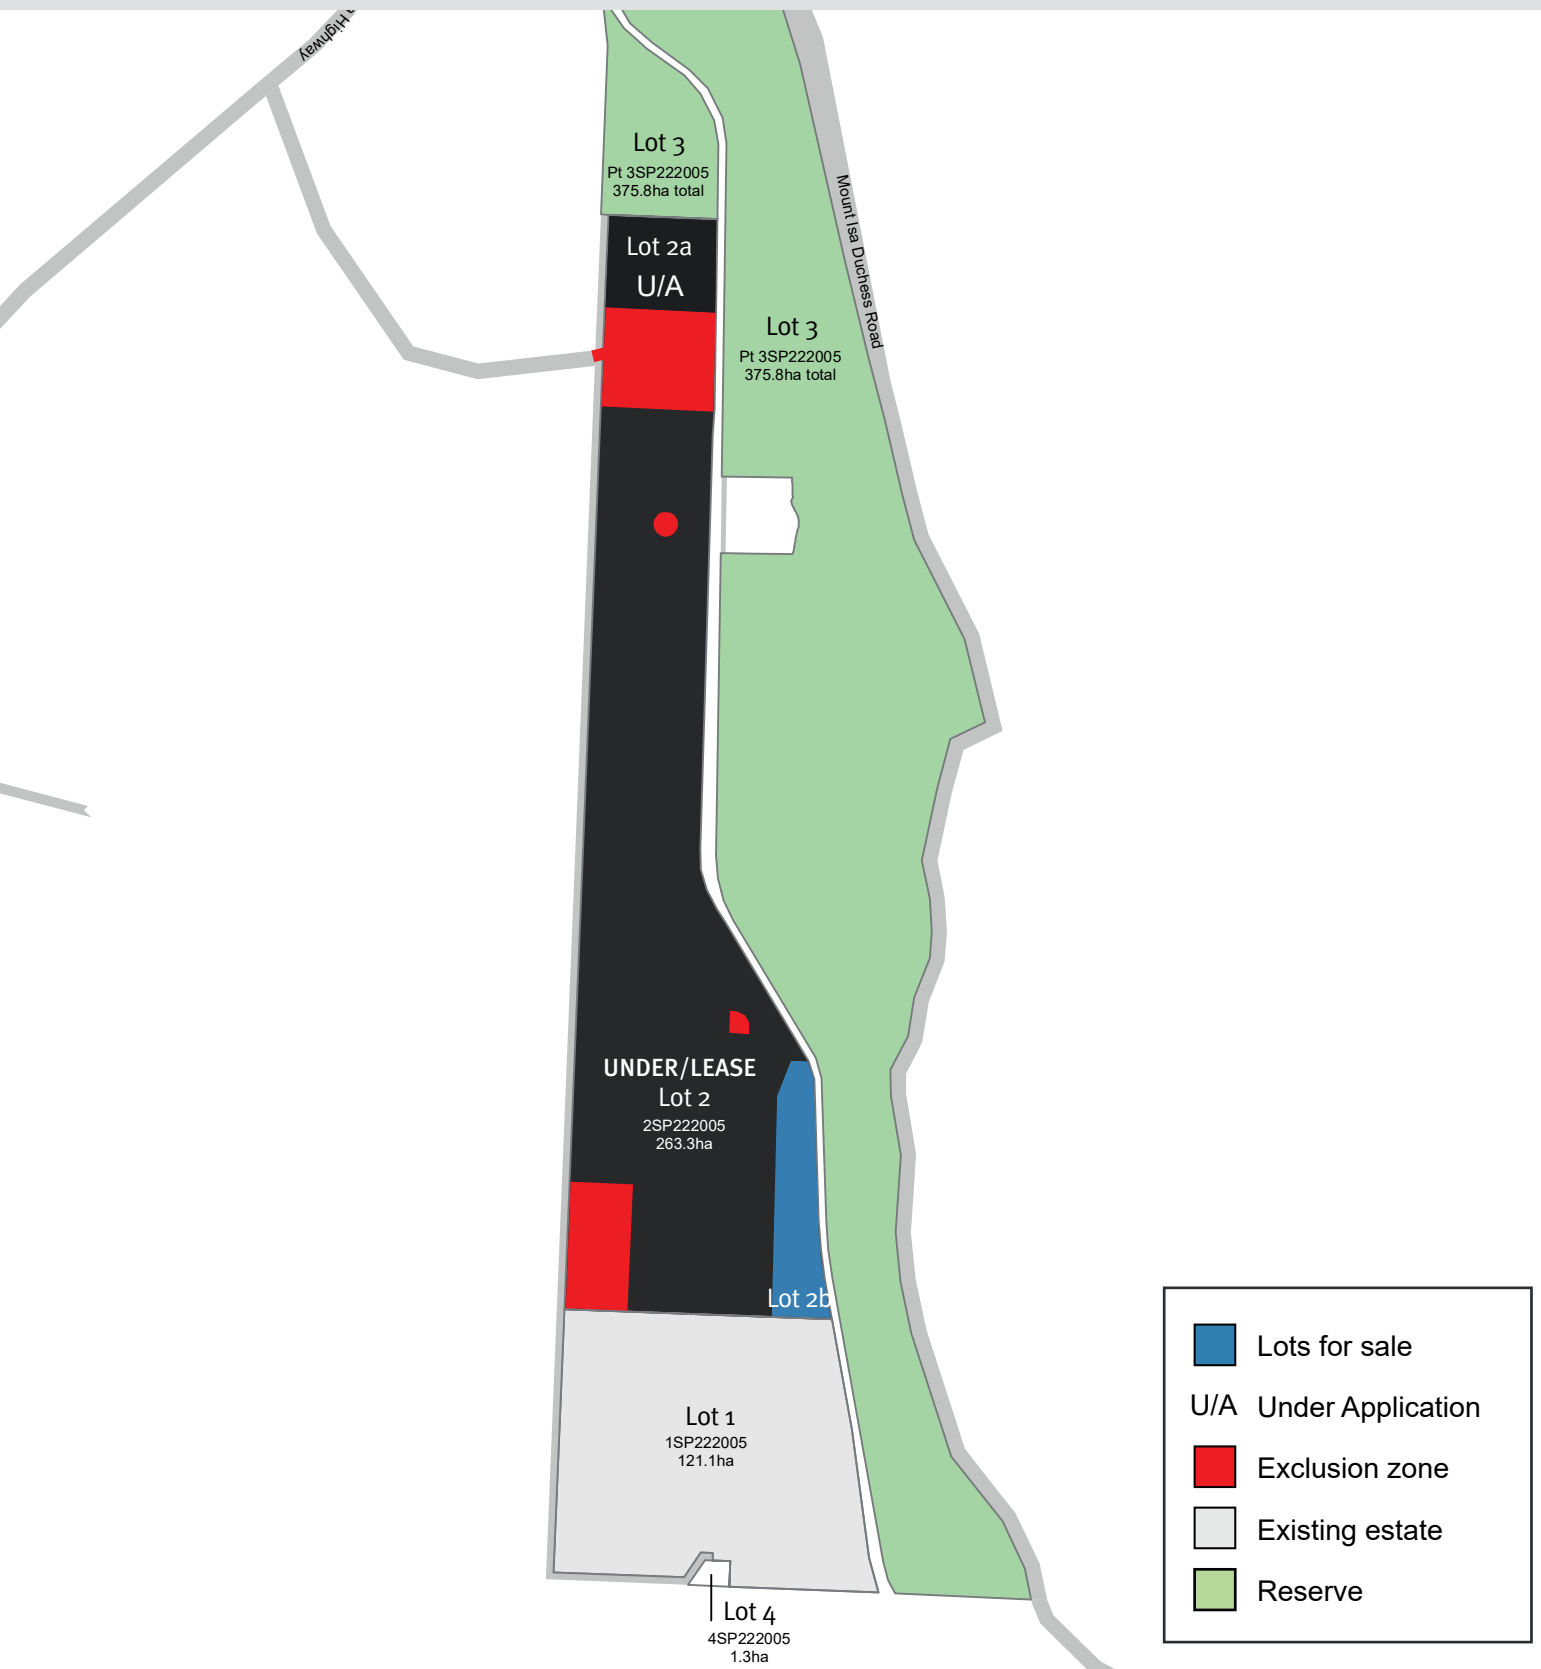 Highway
Lot 3
Pt 3SP222005
375.8ha total
Lot 2a
U/A
Mount Isa Duchess Road
Lot 3
Pt 3SP222005
375.8ha total
UNDER/LEASE
Lot 2
2SP222005
263.3ha
Lot 2b
Lot 1
1SP222005
121.1ha
Lot 4
4SP222005
1.3ha
Lots for sale
U/A Under Application
Exclusion zone
Existing estate
Reserve